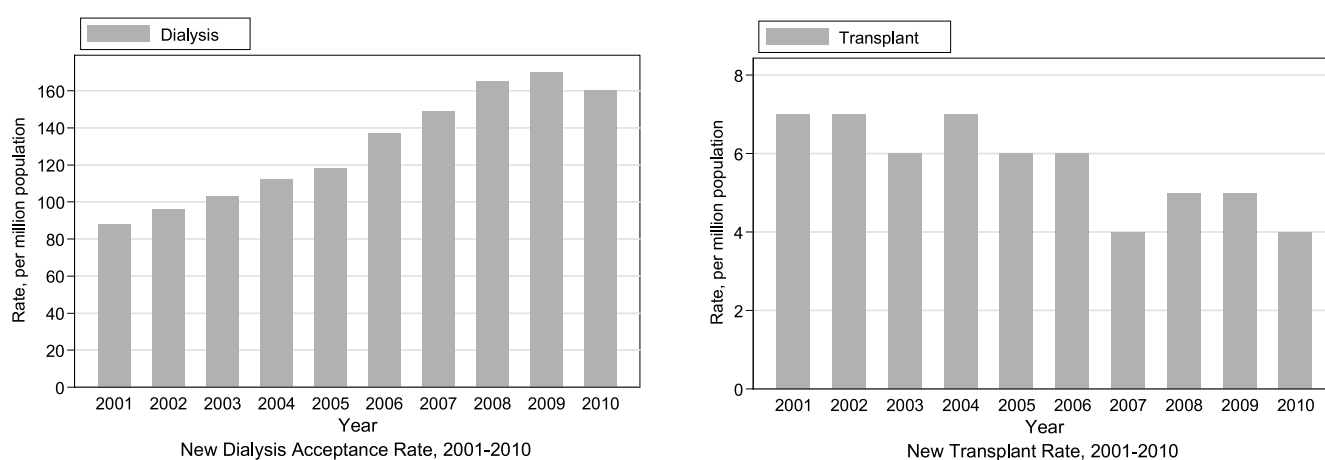 Dialysis
Rate, per million population
160
140
120
100
80
60
40
20
0
2001 2002 2003 2004 2005 2006 2007 2008 2009 2010
Year
New Dialysis Acceptance Rate, 2001-2010
Transplant
Rate, per million population
8
6
4
2
0
2001 2002 2003 2004 2005 2006 2007 2008 2009 2010
Year
New Transplant Rate, 2001-2010